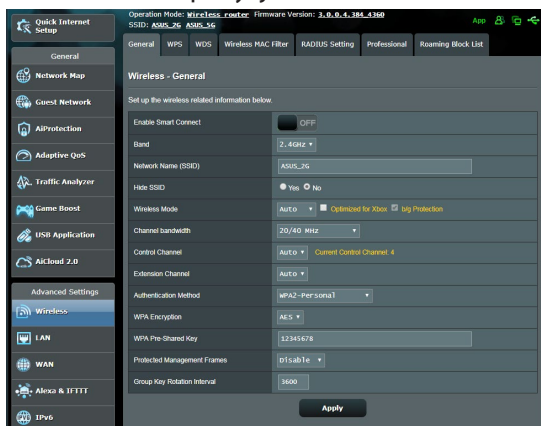 Quick Internet Setup
Operation Mode: Wireless router Firmware Version: 3.0.0.4.384_4360
SSID: ASUS_2G ASUS_5G
App
General
WPS
WDS
Wireless MAC Filter
RADIUS Setting
Professional
Roaming Block List
General
Network Map
Guest Network
AiProtection
Adaptive QoS
Traffic Analyzer
Game Boost
USB Application
AiCloud 2.0
Advanced Settings
Wireless
LAN
WAN
Alexa & IFTTT
IPv6
Wireless - General
Set up the wireless related information below.
Enable Smart Connect OFF
Band 2.4GHz
Network Name (SSID) ASUS_2G
Hide SSID Yes No
Wireless Mode Auto Optimized for Xbox b/g Protection
Channel bandwidth 20/40 MHz
Control Channel Auto Current Control Channel: 4
Extension Channel Auto
Authentication Method WPA2-Personal
WPA Encryption AES
WPA Pre-Shared Key 12345678
Protected Management Frames Disable
Group Key Rotation Interval 3600
Apply